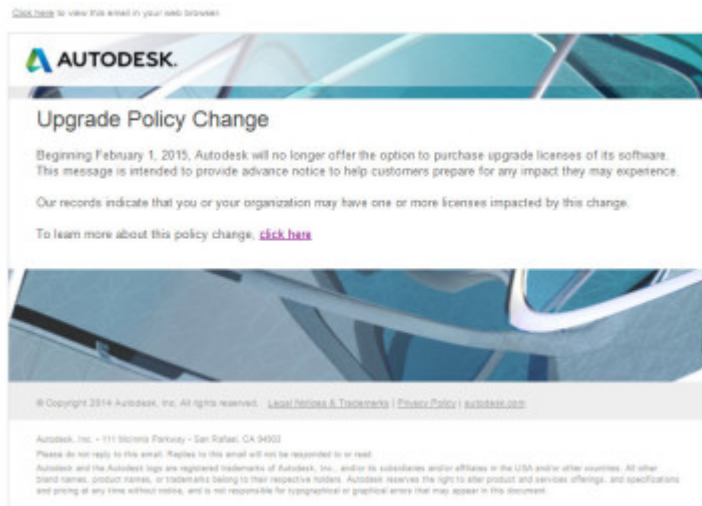 Click here to view this email in your web browser.
AUTODESK.
Upgrade Policy Change
Beginning February 1, 2015, Autodesk will no longer offer the option to purchase upgrade licenses of its software.
This message is intended to provide advance notice to help customers prepare for any impact they may experience.
Our records indicate that you or your organization may have one or more licenses impacted by this change.
To learn more about this policy change, click here
© Copyright 2014 Autodesk, Inc. All rights reserved. Legal Notices & Trademarks | Privacy Policy | autodesk.com
Autodesk, Inc. • 111 McInnis Parkway • San Rafael, CA 94903
Please do not reply to this email. Replies to this email will not be responded to or read.
Autodesk and the Autodesk logo are registered trademarks of Autodesk, Inc., and/or its subsidiaries and/or affiliates in the USA and/or other countries. All other
brand names, product names, or trademarks belong to their respective holders. Autodesk reserves the right to alter product and services offerings, and specifications
and pricing at any time without notice, and is not responsible for typographical or graphical errors that may appear in this document.